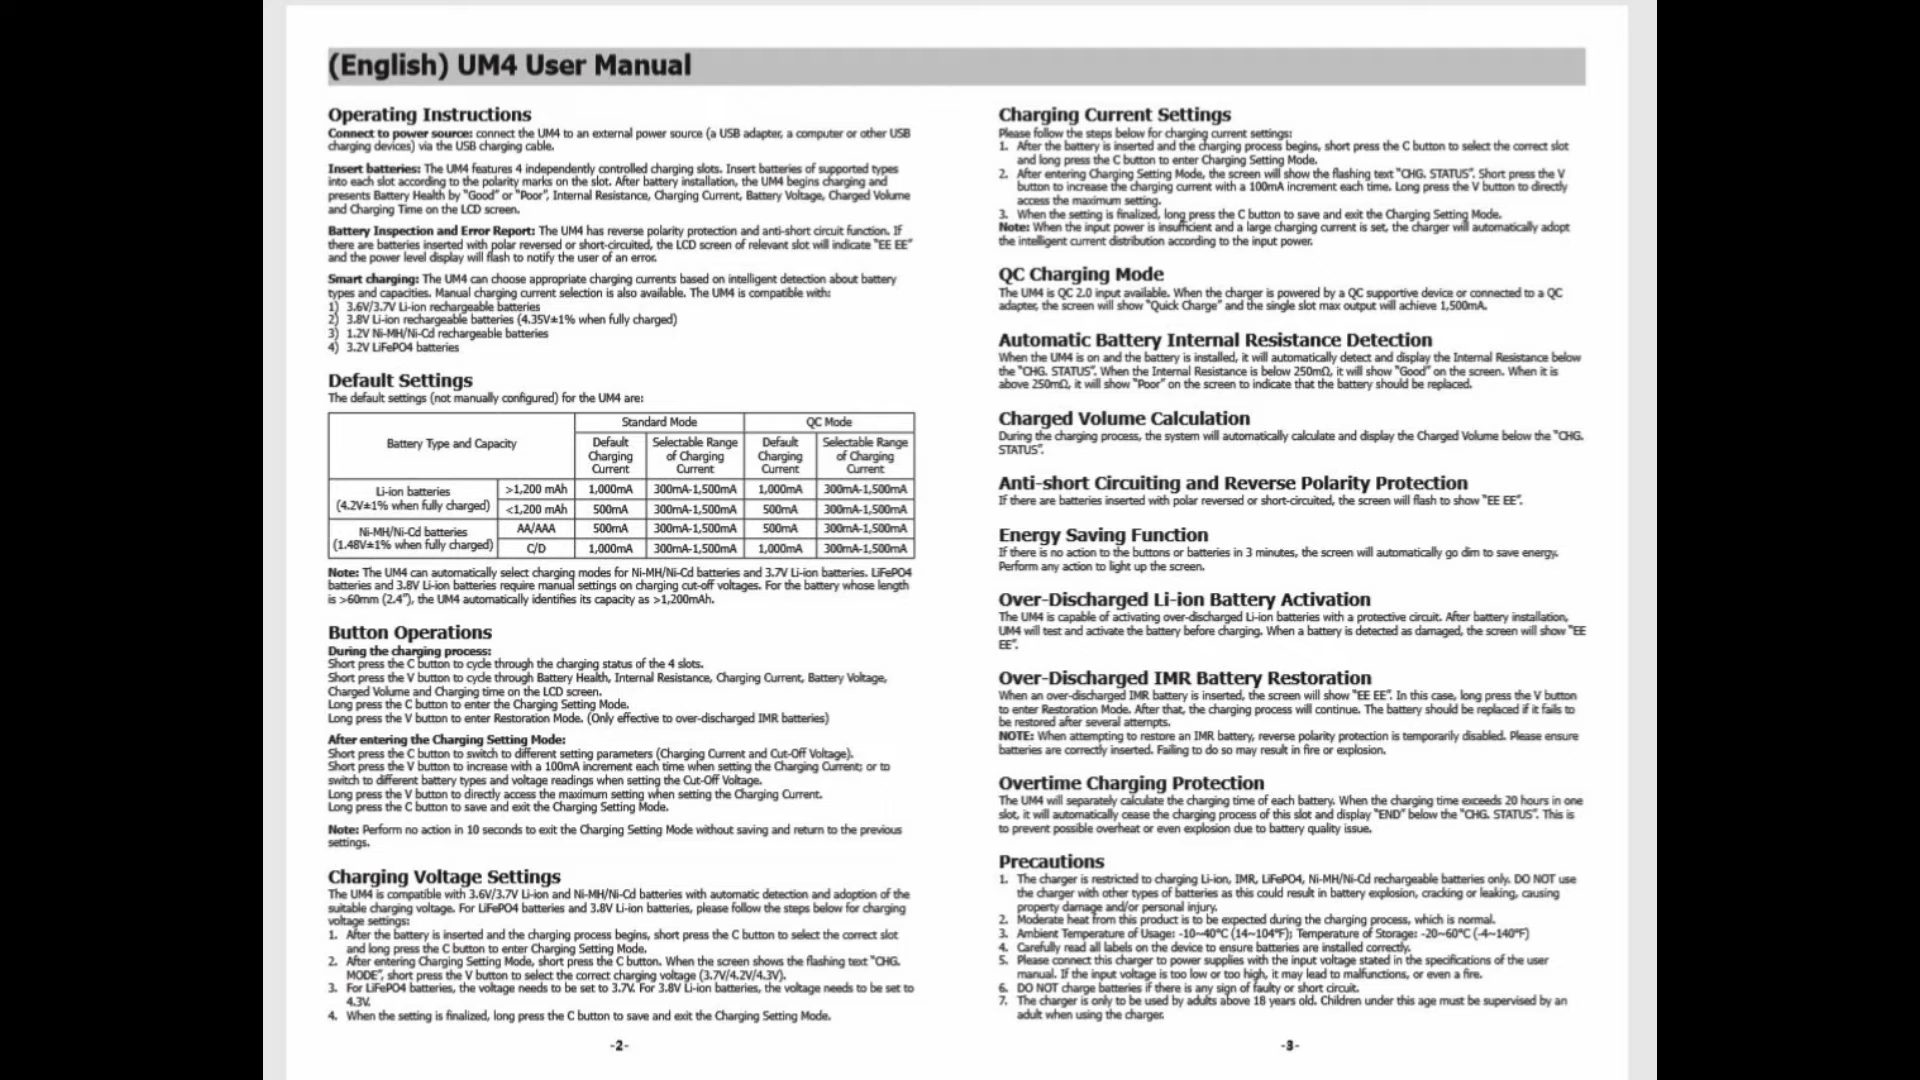 (English) UM4 User Manual
Operating Instructions
Connect to power source: connect the UM4 to an external power source (a USB adapter, a computer or other USB
charging devices) via the USB charging cable.
Insert batteries: The UM4 features 4 independently controlled charging slots. Insert batteries of supported types
into each slot according to the polarity marks on the slot. After battery installation, the UM4 begins charging and
presents Battery Health by "Good" or "Poor", Internal Resistance, Charging Current, Battery Voltage, Charged Volume
and Charging Time on the LCD screen.
Battery Inspection and Error Report: The UM4 has reverse polarity protection and anti-short circuit function. If
there are batteries inserted with polar reversed or short-circuited, the LCD screen of relevant slot will indicate "EE EE"
and the power level display will flash to notify the user of an error.
Smart charging: The UM4 can choose appropriate charging currents based on intelligent detection about battery
types and capacities. Manual charging current selection is also available. The UM4 is compatible with:
1) 3.6V/3.7V Li-ion rechargeable batteries
2) 3.8V Li-ion rechargeable batteries (4.35V±1% when fully charged)
3) 1.2V Ni-MH/Ni-Cd rechargeable batteries
4) 3.2V LiFePO4 batteries
Default Settings
The default settings (not manually configured) for the UM4 are:
Battery Type and Capacity
Standard Mode
QC Mode
Default Charging Current
Selectable Range of Charging Current
Default Charging Current
Selectable Range of Charging Current
Li-ion batteries (4.2V±1% when fully charged)
>1,200 mAh 1,000mA 300mA-1,500mA 1,000mA 300mA-1,500mA
<1,200 mAh 500mA 300mA-1,500mA 500mA 300mA-1,500mA
Ni-MH/Ni-Cd batteries (1.48V±1% when fully charged)
AA/AAA 500mA 300mA-1,500mA 500mA 300mA-1,500mA
C/D 1,000mA 300mA-1,500mA 1,000mA 300mA-1,500mA
Note: The UM4 can automatically select charging modes for Ni-MH/Ni-Cd batteries and 3.7V Li-ion batteries. LiFePO4
batteries and 3.8V Li-ion batteries require manual settings on charging cut-off voltages. For the battery whose length
is >60mm (2.4"), the UM4 automatically identifies its capacity as >1,200mAh.
Button Operations
During the charging process:
Short press the C button to cycle through the charging status of the 4 slots.
Short press the V button to cycle through Battery Health, Internal Resistance, Charging Current, Battery Voltage,
Charged Volume and Charging time on the LCD screen.
Long press the C button to enter the Charging Setting Mode.
Long press the V button to enter Restoration Mode. (Only effective to over-discharged IMR batteries)
After entering the Charging Setting Mode:
Short press the C button to switch to different setting parameters (Charging Current and Cut-Off Voltage).
Short press the V button to increase with a 100mA increment each time when setting the Charging Current; or to
switch to different battery types and voltage readings when setting the Cut-Off Voltage.
Long press the V button to directly access the maximum setting when setting the Charging Current.
Long press the C button to save and exit the Charging Setting Mode.
Note: Perform no action in 10 seconds to exit the Charging Setting Mode without saving and return to the previous
settings.
Charging Voltage Settings
The UM4 is compatible with 3.6V/3.7V Li-ion and Ni-MH/Ni-Cd batteries with automatic detection and adoption of the
suitable charging voltage. For LiFePO4 batteries and 3.8V Li-ion batteries, please follow the steps below for charging
voltage settings:
1. After the battery is inserted and the charging process begins, short press the C button to select the correct slot
and long press the C button to enter Charging Setting Mode.
2. After entering Charging Setting Mode, short press the C button. When the screen shows the flashing text "CHG.
MODE", short press the V button to select the correct charging voltage (3.7V/4.2V/4.3V).
3. For LiFePO4 batteries, the voltage needs to be set to 3.7V. For 3.8V Li-ion batteries, the voltage needs to be set to
4.3V.
4. When the setting is finalized, long press the C button to save and exit the Charging Setting Mode.
-2-
Charging Current Settings
Please follow the steps below for charging current settings:
1. After the battery is inserted and the charging process begins, short press the C button to select the correct slot
and long press the C button to enter Charging Setting Mode.
2. After entering Charging Setting Mode, the screen will show the flashing text "CHG. STATUS". Short press the V
button to increase the charging current with a 100mA increment each time. Long press the V button to directly
access the maximum setting.
3. When the setting is finalized, long press the C button to save and exit the Charging Setting Mode.
Note: When the input power is insufficient and a large charging current is set, the charger will automatically adopt
the intelligent current distribution according to the input power.
QC Charging Mode
The UM4 is QC 2.0 input available. When the charger is powered by a QC supportive device or connected to a QC
adapter, the screen will show "Quick Charge" and the single slot max output will achieve 1,500mA.
Automatic Battery Internal Resistance Detection
When the UM4 is on and the battery is installed, it will automatically detect and display the Internal Resistance below
the "CHG. STATUS". When the Internal Resistance is below 250mΩ, it will show "Good" on the screen. When it is
above 250mΩ, it will show "Poor" on the screen to indicate that the battery should be replaced.
Charged Volume Calculation
During the charging process, the system will automatically calculate and display the Charged Volume below the "CHG.
STATUS".
Anti-short Circuiting and Reverse Polarity Protection
If there are batteries inserted with polar reversed or short-circuited, the screen will flash to show "EE EE".
Energy Saving Function
If there is no action to the buttons or batteries in 3 minutes, the screen will automatically go dim to save energy.
Perform any action to light up the screen.
Over-Discharged Li-ion Battery Activation
The UM4 is capable of activating over-discharged Li-ion batteries with a protective circuit. After battery installation,
UM4 will test and activate the battery before charging. When a battery is detected as damaged, the screen will show "EE
EE".
Over-Discharged IMR Battery Restoration
When an over-discharged IMR battery is inserted, the screen will show "EE EE". In this case, long press the V button
to enter Restoration Mode. After that, the charging process will continue. The battery should be replaced if it fails to
be restored after several attempts.
NOTE: When attempting to restore an IMR battery, reverse polarity protection is temporarily disabled. Please ensure
batteries are correctly inserted. Failing to do so may result in fire or explosion.
Overtime Charging Protection
The UM4 will separately calculate the charging time of each battery. When the charging time exceeds 20 hours in one
slot, it will automatically cease the charging process of this slot and display "END" below the "CHG. STATUS". This is
to prevent possible overheat or even explosion due to battery quality issue.
Precautions
1. The charger is restricted to charging Li-ion, IMR, LiFePO4, Ni-MH/Ni-Cd rechargeable batteries only. DO NOT use
the charger with other types of batteries as this could result in battery explosion, cracking or leaking, causing
property damage and/or personal injury.
2. Moderate heat from this product is to be expected during the charging process, which is normal.
3. Ambient Temperature of Usage: -10~40°C (14~104°F); Temperature of Storage: -20~60°C (-4~140°F)
4. Carefully read all labels on the device to ensure batteries are installed correctly.
5. Please connect this charger to power supplies with the input voltage stated in the specifications of the user
manual. If the input voltage is too low or too high, it may lead to malfunctions, or even a fire.
6. DO NOT charge batteries if there is any sign of faulty or short circuit.
7. The charger is only to be used by adults above 18 years old. Children under this age must be supervised by an
adult when using the charger.
-3-